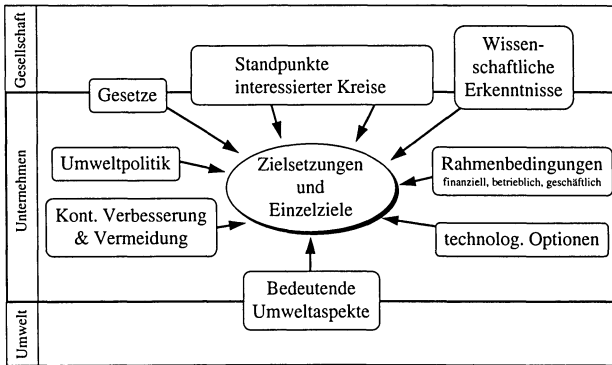 Gesellschaft
Unternehmen
Umwelt
Gesetze
Standpunkte
interessierter Kreise
Wissen-
schaftliche
Erkenntnisse
Umweltpolitik
Zielsetzungen
und
Einzelziele
Rahmenbedingungen
finanziell, betrieblich, geschäftlich
Kont. Verbesserung
& Vermeidung
technolog. Optionen
Bedeutende
Umweltaspekte